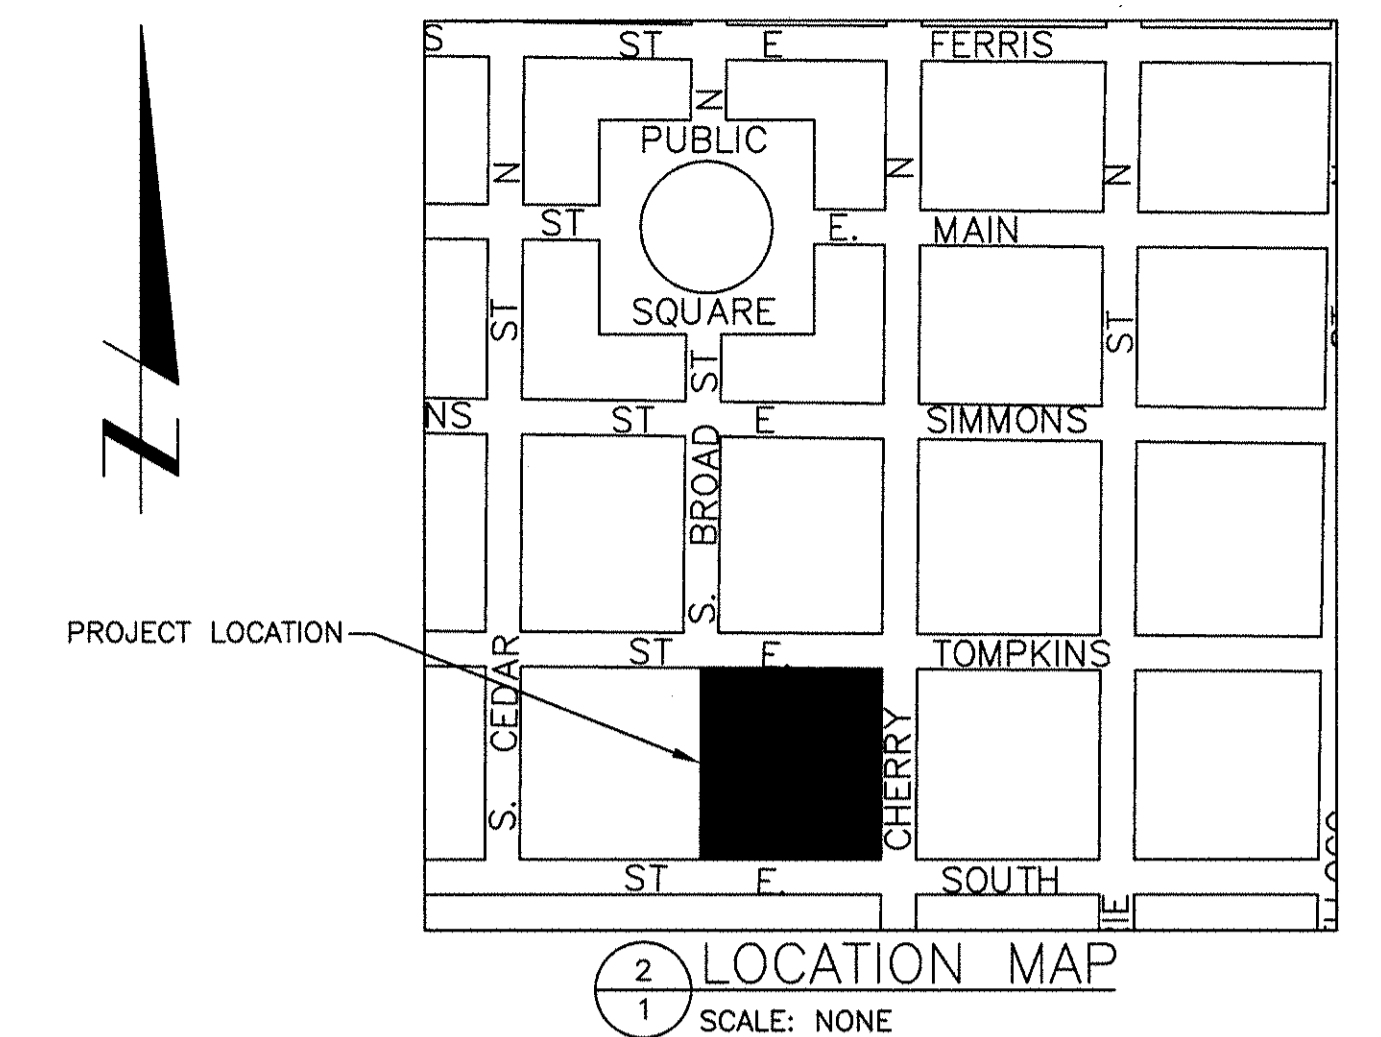 S ST E FERRIS
N
PUBLIC
N N N
ST E. MAIN
SQUARE
ST ST ST
NS ST E SIMMONS
S. BROAD
PROJECT LOCATION
ST E. TOMPKINS
S. CEDAR
CHERRY
ST E. SOUTH
N
2 LOCATION MAP
1 SCALE: NONE